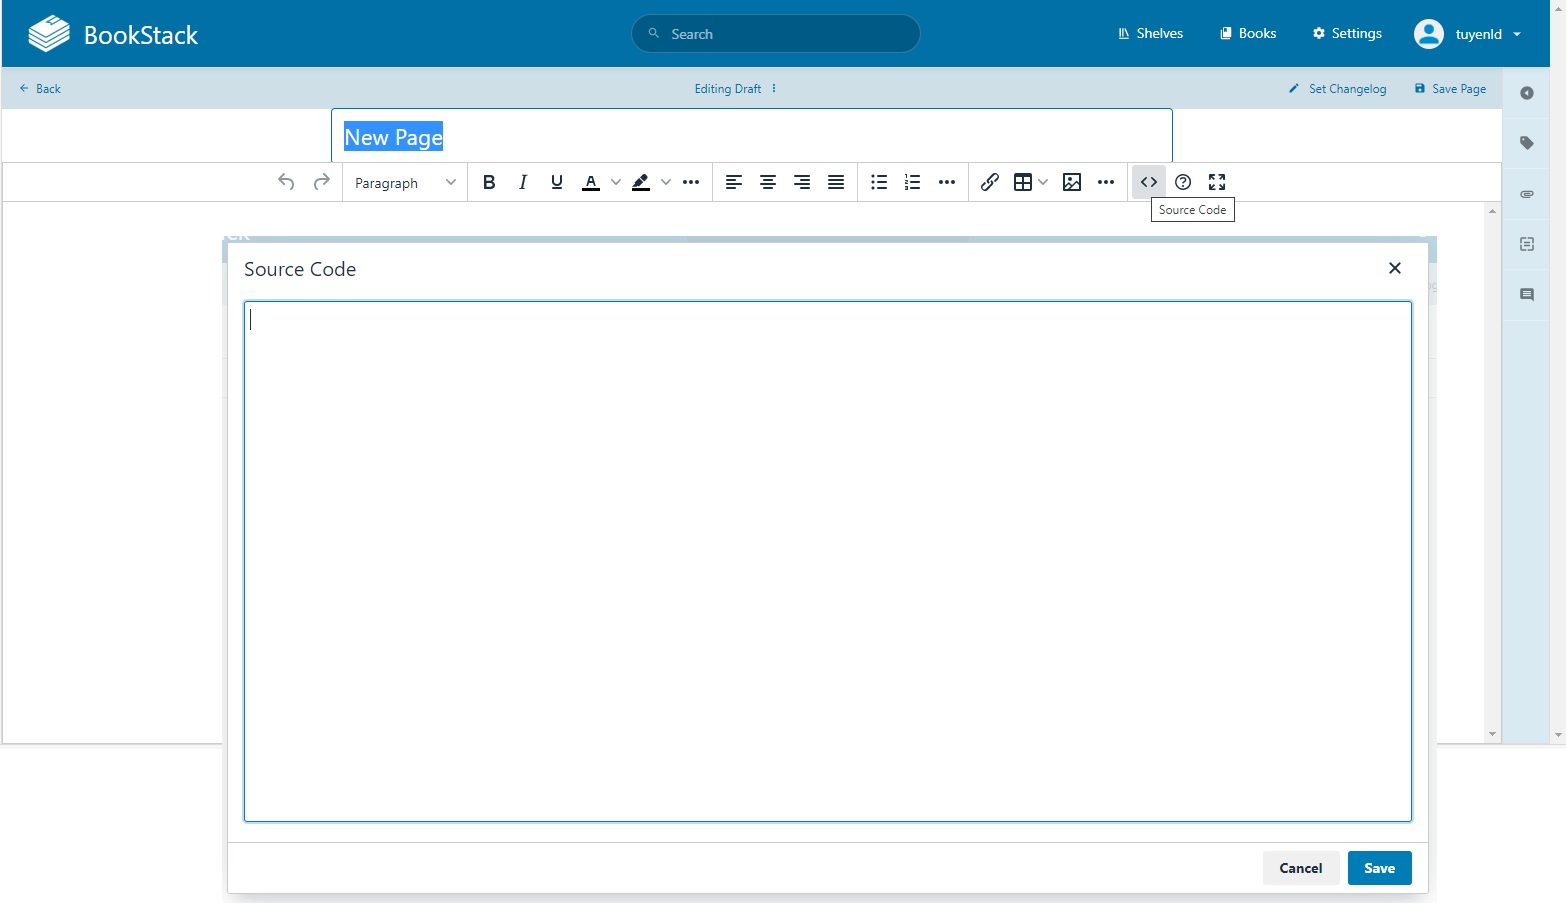 BookStack
Search
Shelves
Books
Settings
tuyenld
Back
Editing Draft
Set Changelog
Save Page
New Page
Paragraph
B I U A
Source Code
Source Code
Cancel
Save